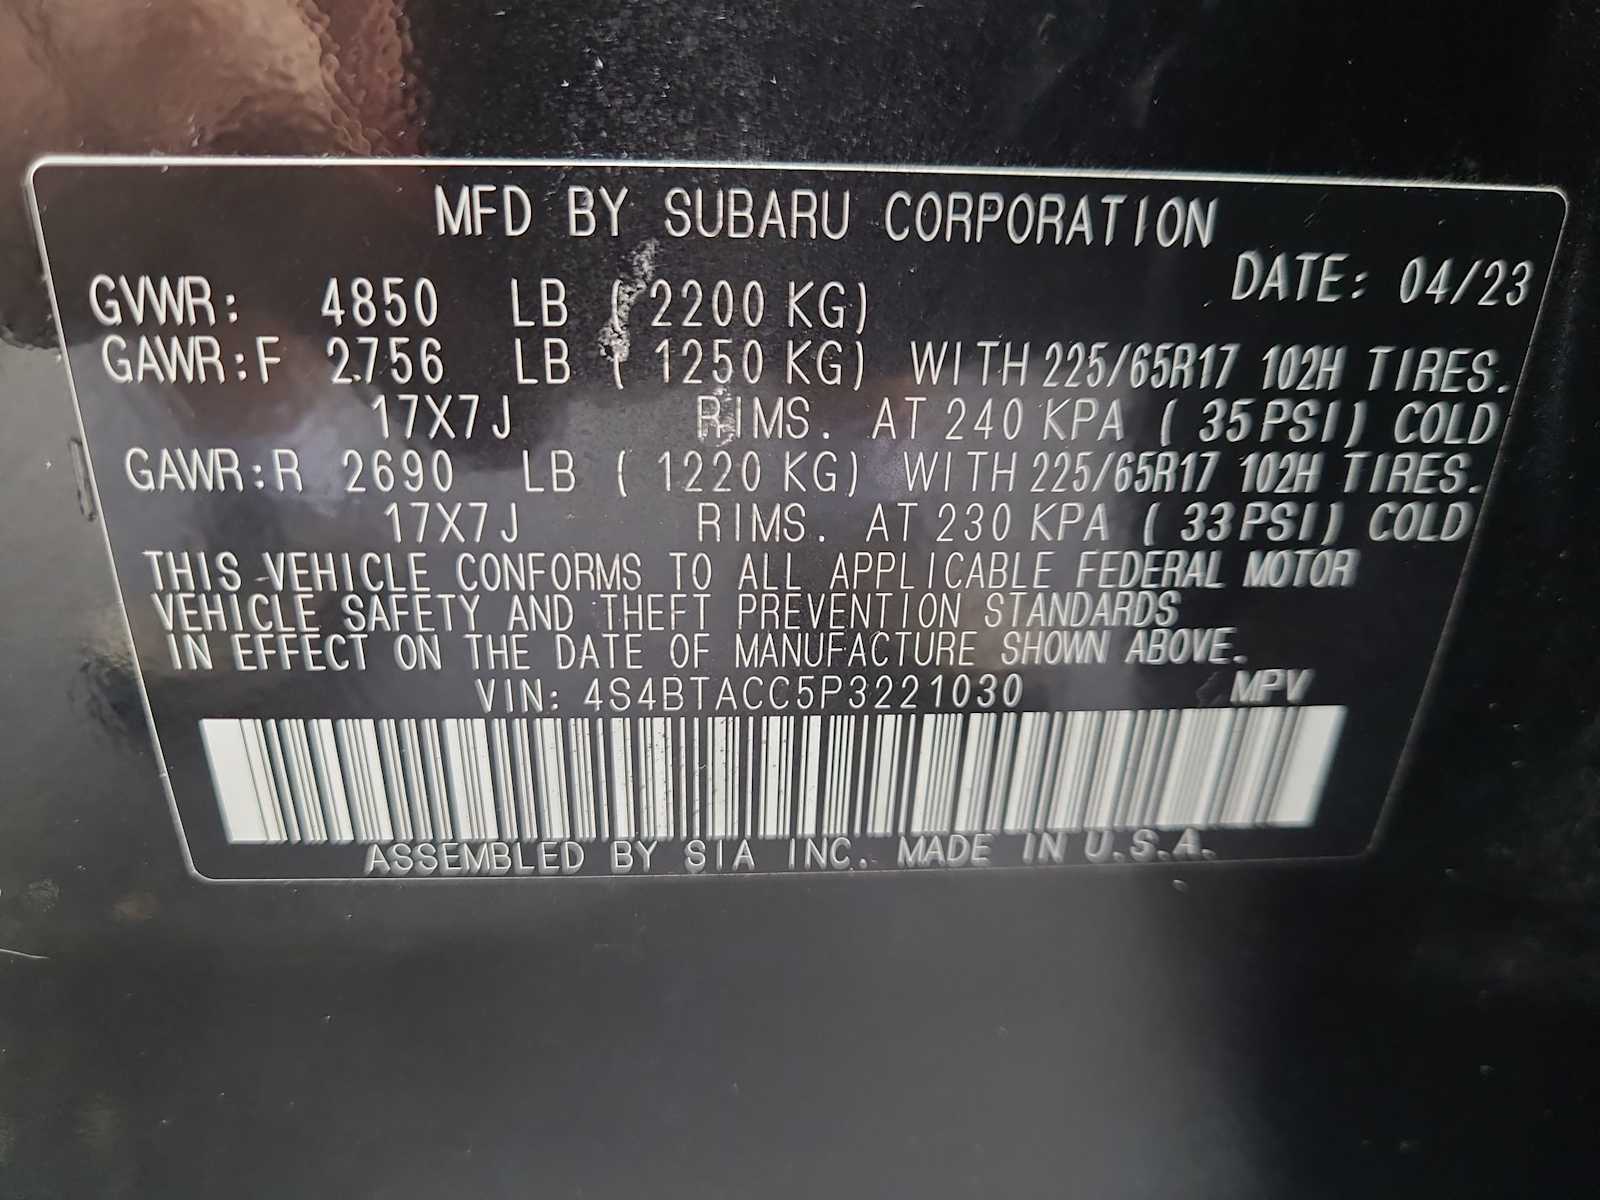 MFD BY SUBARU CORPORATION
DATE: 04/23
GVWR: 4850 LB ( 2200 KG)
GAWR:F 2756 LB ( 1250 KG) WITH 225/65R17 102H TIRES.
17X7J RIMS. AT 240 KPA ( 35 PSI) COLD
GAWR:R 2690 LB ( 1220 KG) WITH 225/65R17 102H TIRES.
17X7J RIMS. AT 230 KPA ( 33 PSI) COLD
THIS VEHICLE CONFORMS TO ALL APPLICABLE FEDERAL MOTOR
VEHICLE SAFETY AND THEFT PREVENTION STANDARDS
IN EFFECT ON THE DATE OF MANUFACTURE SHOWN ABOVE.
VIN: 4S4BTACC5P3221030 MPV
ASSEMBLED BY SIA INC. MADE IN U.S.A.